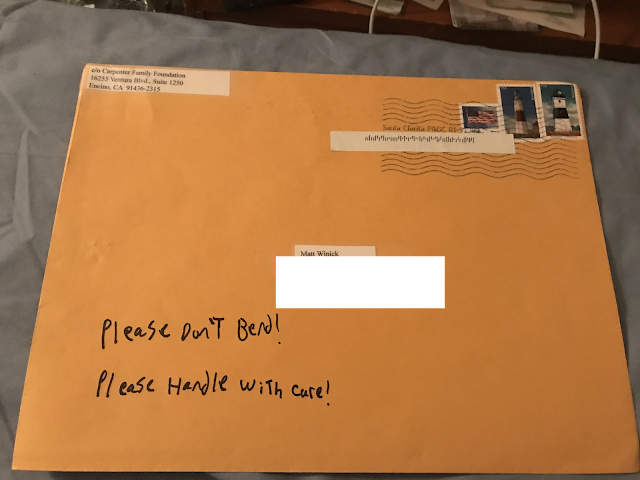 c/o Carpenter Family Foundation
16255 Ventura Blvd., Suite 1250
Encino, CA 91436-2315
Santa Clarita P&DC
Matt Winick
Please Don't Bend!
Please Handle with care!